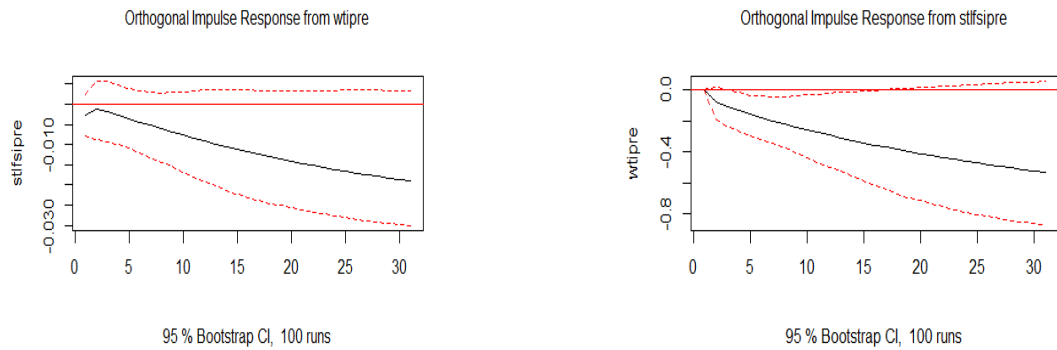 Orthogonal Impulse Response from wtipre
stlfsipre
-0.010
-0.030
0 5 10 15 20 25 30
95 % Bootstrap CI, 100 runs
Orthogonal Impulse Response from stlfsipre
wtipre
0.0
-0.4
-0.8
0 5 10 15 20 25 30
95 % Bootstrap CI, 100 runs